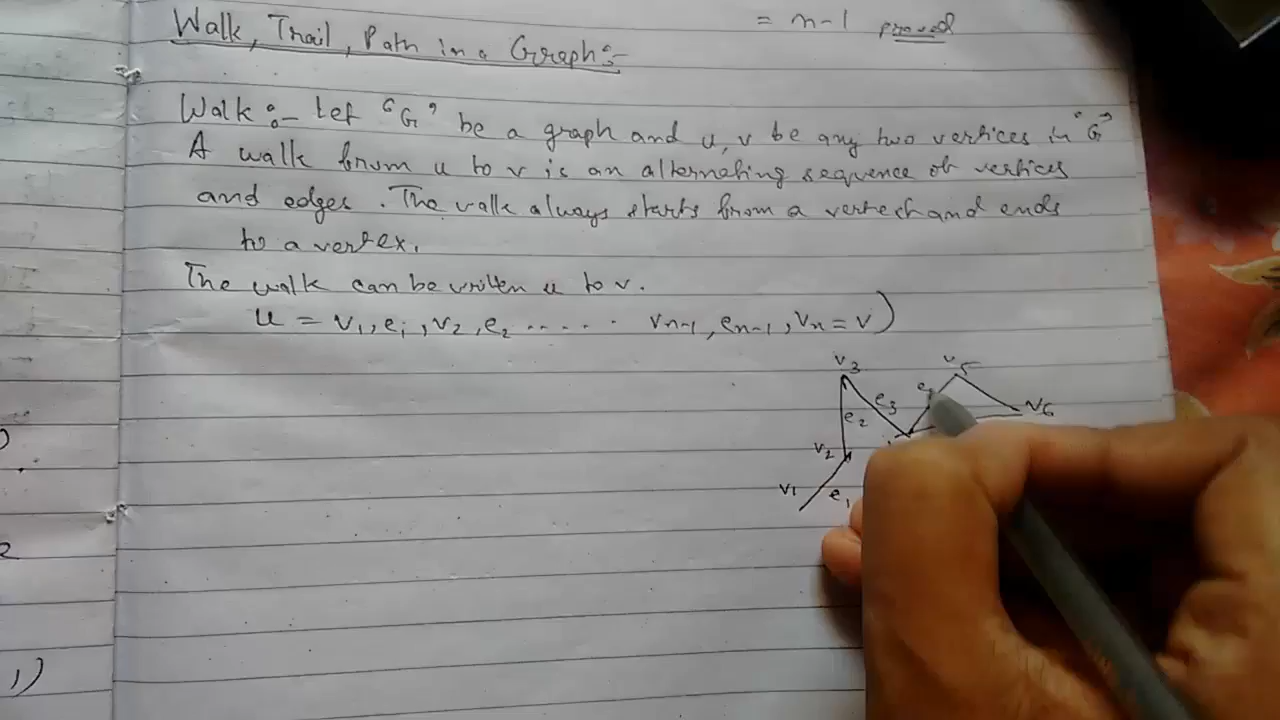 = n-1 proved
Walk, Trail, Path in a Graph:-
Walk:- Let "G" be a graph and u, v be any two vertices in "G"
A walk from u to v is an alternating sequence of vertices
and edges. The walk always starts from a vertex and ends
to a vertex.
The walk can be written u to v.
u = v1, ei, v2, e2 ...... vn-1, en-1, vn = v)
v3 v5
e3
e2 v6
v2
v1 e1
2
1)